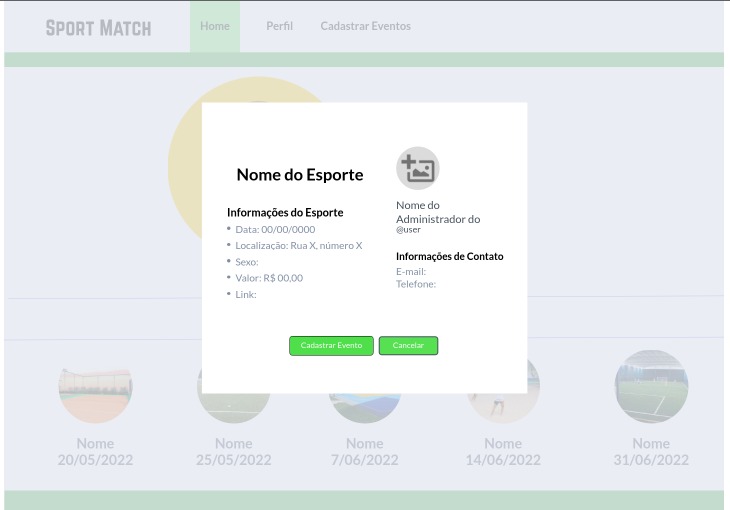 SPORT MATCH
Home
Perfil
Cadastrar Eventos
Nome do Esporte
Informações do Esporte
Data: 00/00/0000
Localização: Rua X, número X
Sexo:
Valor: R$ 00,00
Link:
Nome do
Administrador do
@user
Informações de Contato
E-mail:
Telefone:
Cadastrar Evento
Cancelar
Nome
20/05/2022
Nome
25/05/2022
Nome
7/06/2022
Nome
14/06/2022
Nome
31/06/2022